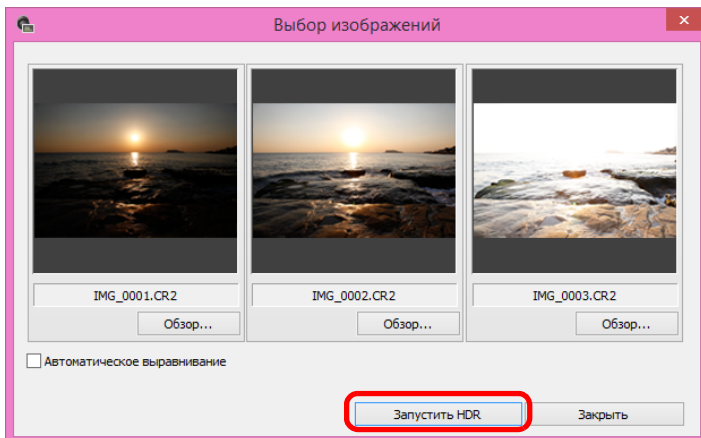 Выбор изображений
IMG_0001.CR2
IMG_0002.CR2
IMG_0003.CR2
Обзор...
Обзор...
Обзор...
Автоматическое выравнивание
Запустить HDR
Закрыть